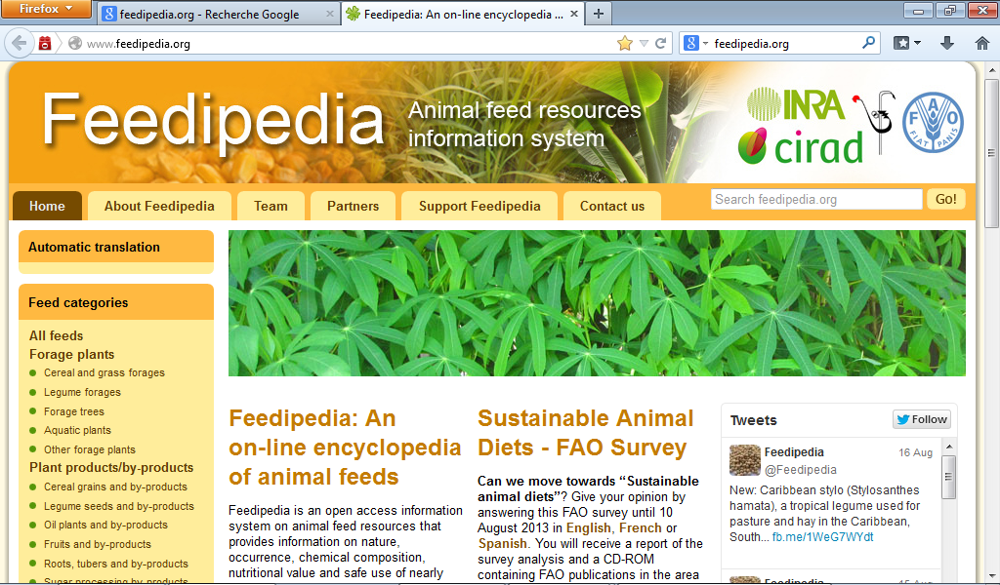 Firefox
feedipedia.org - Recherche Google
Feedipedia: An on-line encyclopedia ...
www.feedipedia.org
feedipedia.org
Feedipedia
Animal feed resources
information system
INRA
cirad
F A O
FIAT PANIS
Home
About Feedipedia
Team
Partners
Support Feedipedia
Contact us
Search feedipedia.org
Go!
Automatic translation
Feed categories
All feeds
Forage plants
Cereal and grass forages
Legume forages
Forage trees
Aquatic plants
Other forage plants
Plant products/by-products
Cereal grains and by-products
Legume seeds and by-products
Oil plants and by-products
Fruits and by-products
Roots, tubers and by-products
Sugar processing by-products
Feedipedia: An
on-line encyclopedia
of animal feeds
Feedipedia is an open access information
system on animal feed resources that
provides information on nature,
occurrence, chemical composition,
nutritional value and safe use of nearly
Sustainable Animal
Diets - FAO Survey
Can we move towards “Sustainable
animal diets”? Give your opinion by
answering this FAO survey until 10
August 2013 in English, French or
Spanish. You will receive a report of the
survey analysis and a CD-ROM
containing FAO publications in the area
Tweets
Follow
Feedipedia
16 Aug
@Feedipedia
New: Caribbean stylo (Stylosanthes
hamata), a tropical legume used for
pasture and hay in the Caribbean,
South... fb.me/1WeG7WYdt
Feedipedia
15 Aug